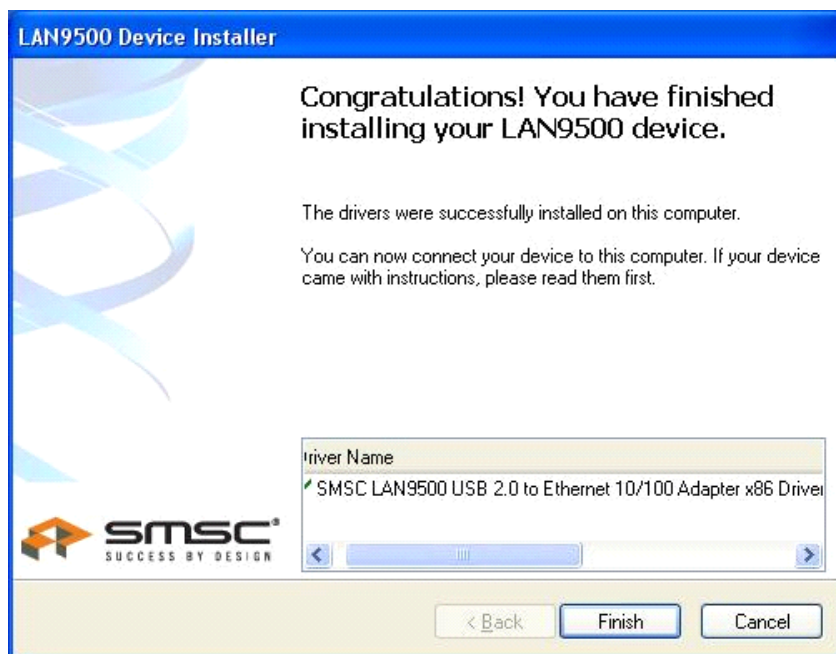 LAN9500 Device Installer
Congratulations! You have finished
installing your LAN9500 device.
The drivers were successfully installed on this computer.
You can now connect your device to this computer. If your device
came with instructions, please read them first.
river Name
SMSC LAN9500 USB 2.0 to Ethernet 10/100 Adapter x86 Driver
smsc®
SUCCESS BY DESIGN
< Back
Finish
Cancel